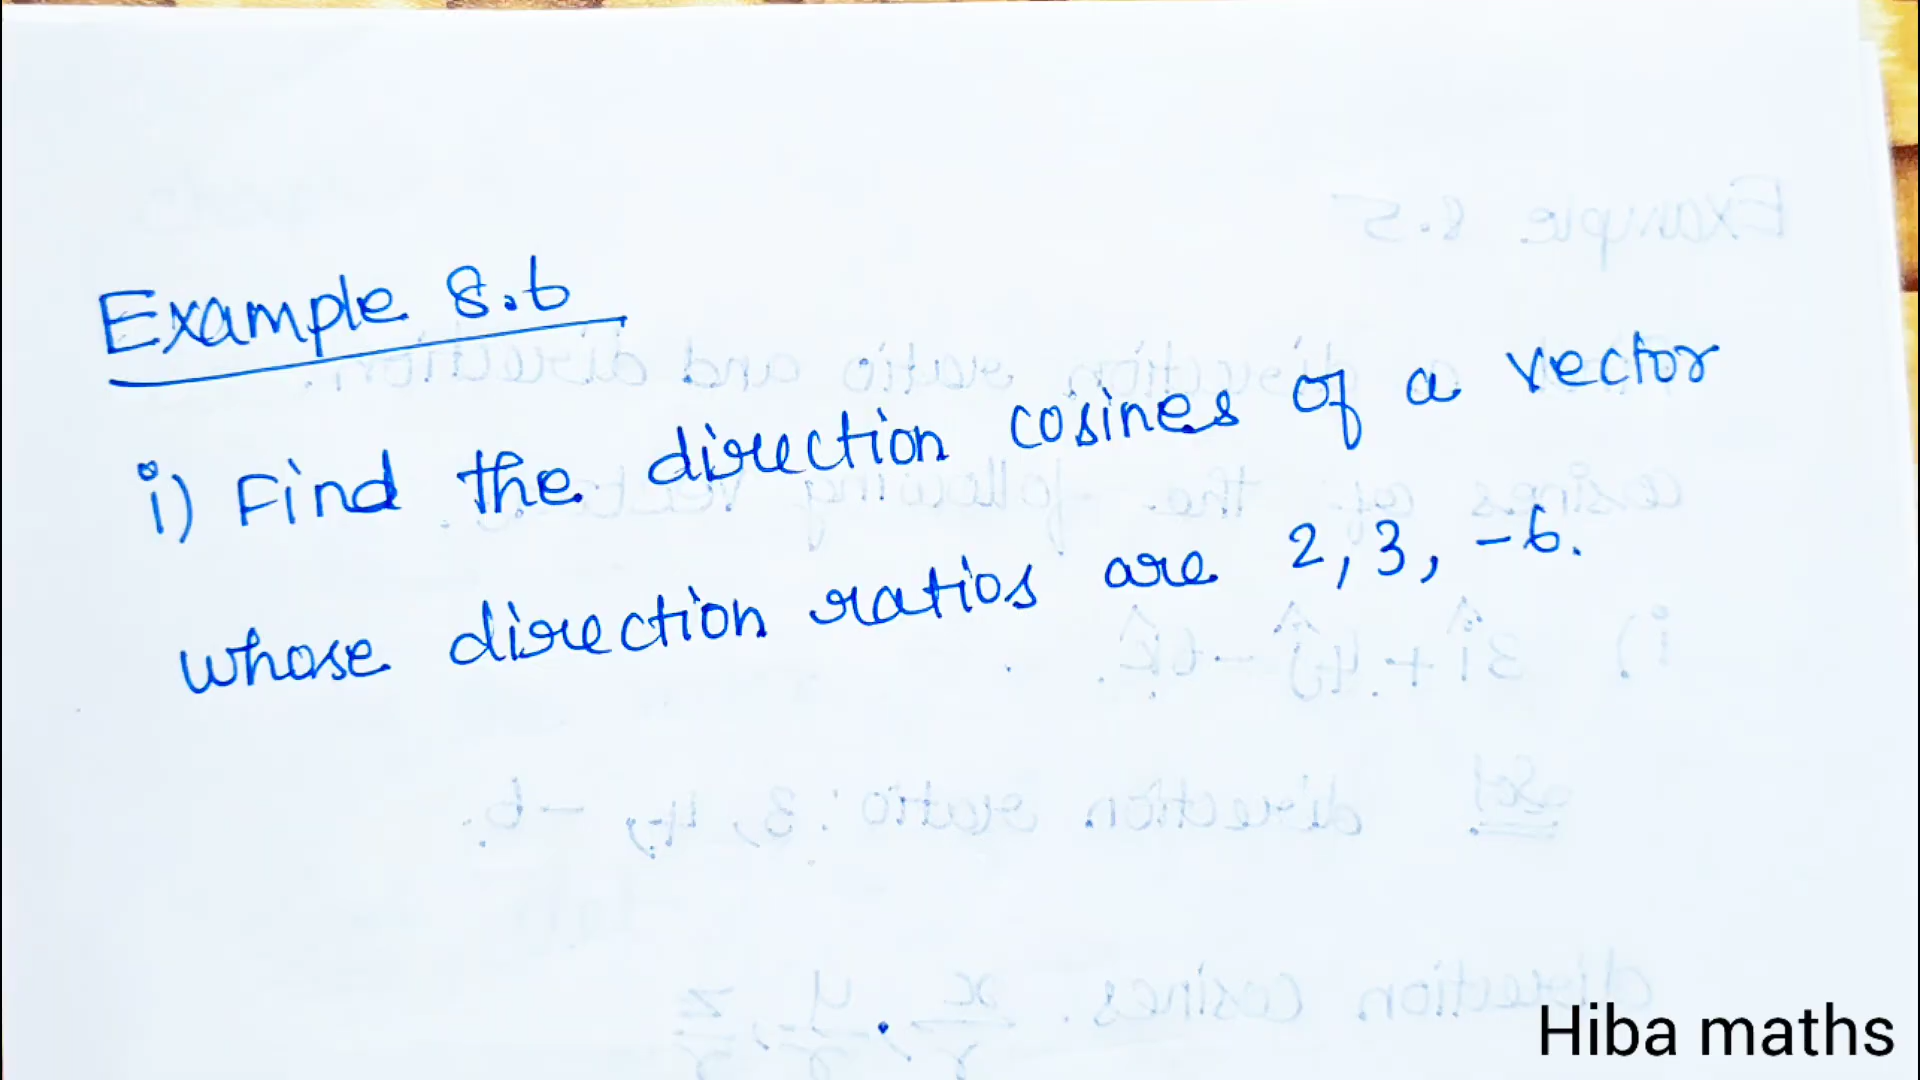 Example 8.6
i) Find the direction cosines of a vector
whose direction ratios are 2, 3, -6.
Hiba maths